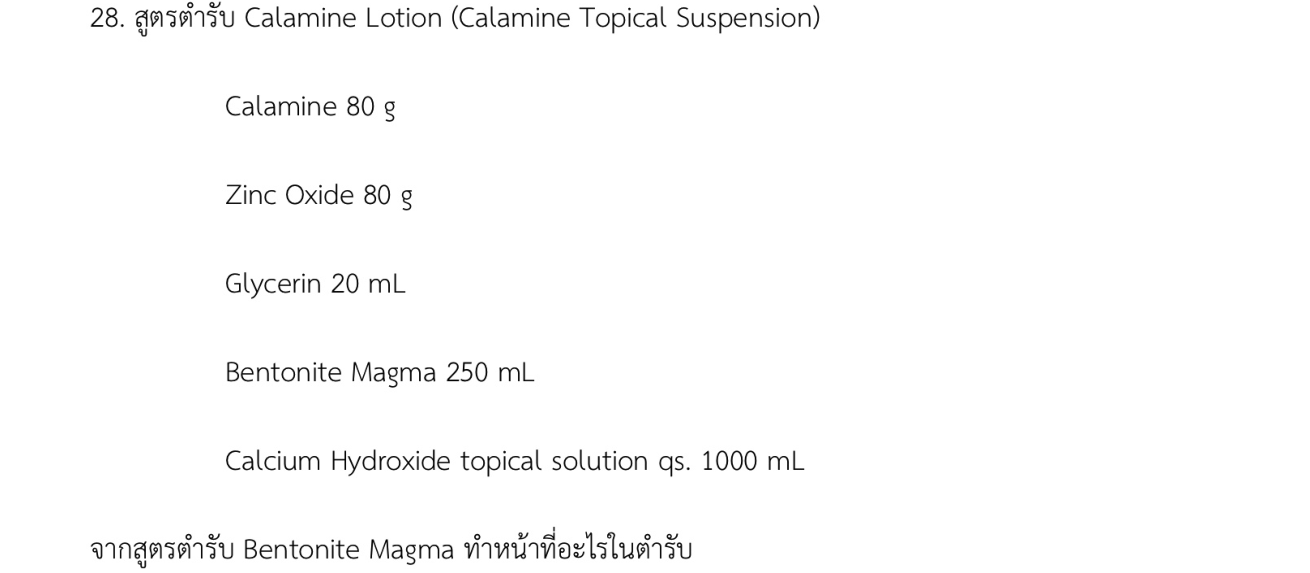 28. สูตรตำรับ Calamine Lotion (Calamine Topical Suspension)
Calamine 80 g
Zinc Oxide 80 g
Glycerin 20 mL
Bentonite Magma 250 mL
Calcium Hydroxide topical solution qs. 1000 mL
จากสูตรตำรับ Bentonite Magma ทำหน้าที่อะไรในตำรับ